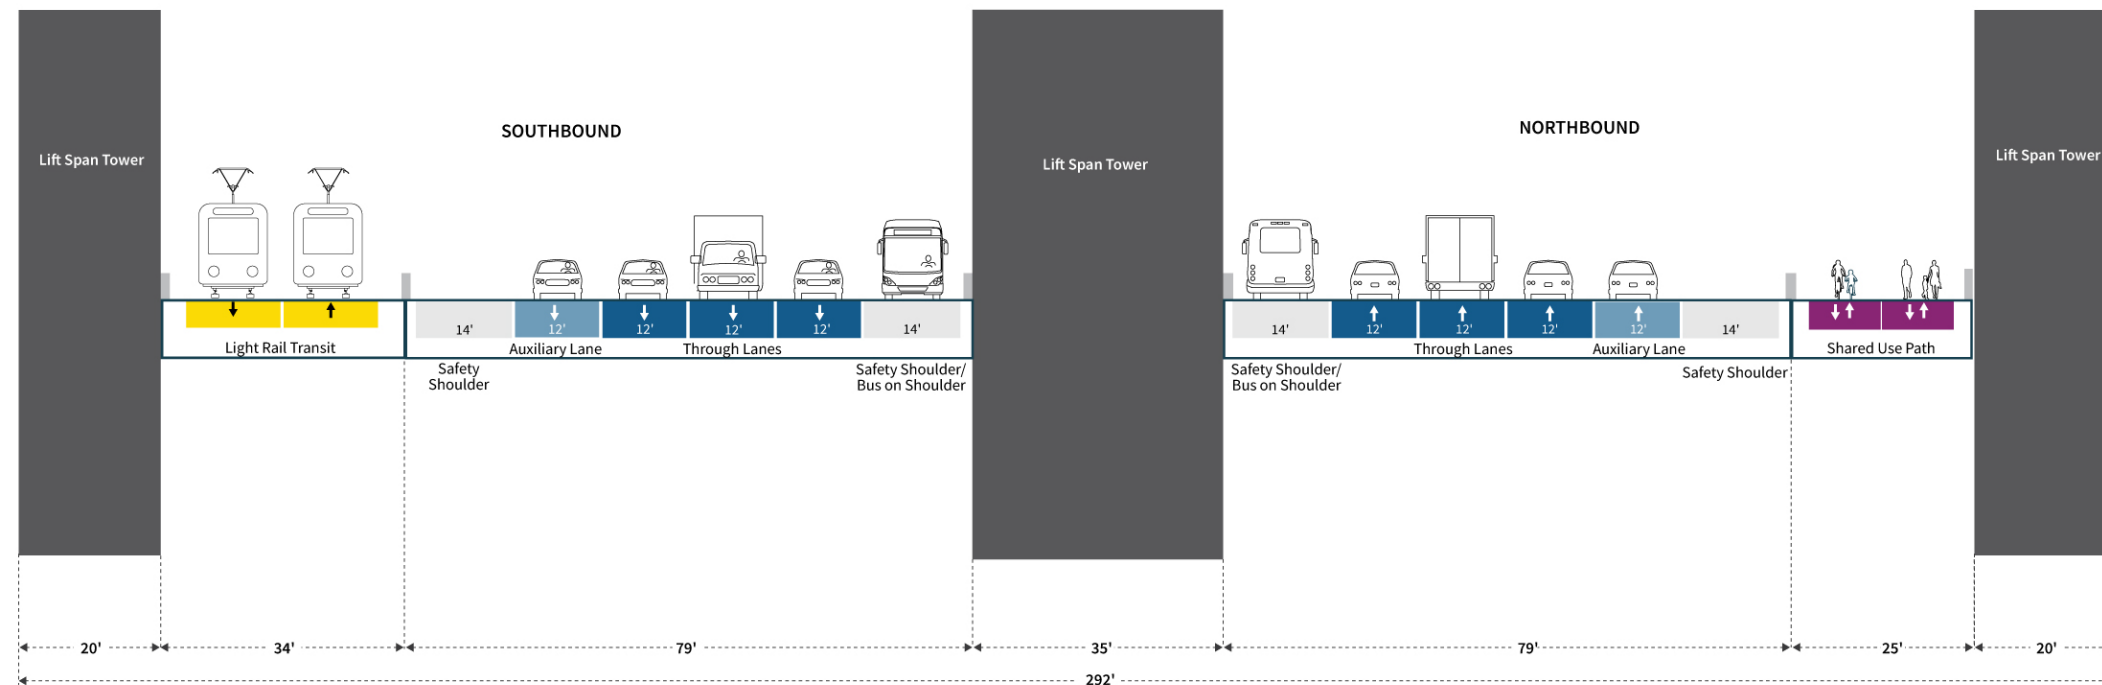 SOUTHBOUND
NORTHBOUND
Lift Span Tower
Lift Span Tower
Lift Span Tower
14'
12'
12'
12'
12'
14'
14'
12'
12'
12'
12'
14'
Light Rail Transit
Auxiliary Lane
Through Lanes
Through Lanes
Auxiliary Lane
Shared Use Path
Safety
Shoulder
Safety Shoulder/
Bus on Shoulder
Safety Shoulder/
Bus on Shoulder
Safety Shoulder
20'
34'
79'
35'
79'
25'
20'
292'